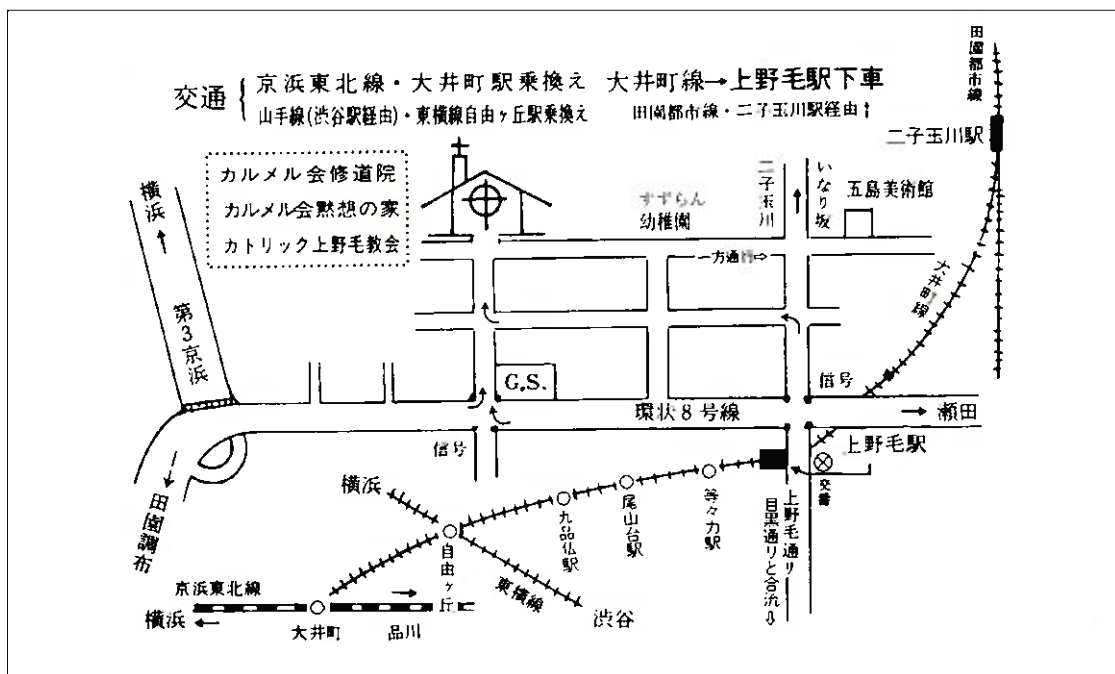 交通
京浜東北線・大井町駅乗換え 大井町線→上野毛駅下車
山手線(渋谷駅経由)・東横線自由ヶ丘駅乗換え 田園都市線・二子玉川駅経由↑
田園都市線
二子玉川駅
カルメル会修道院
カルメル会黙想の家
カトリック上野毛教会
横浜
すずらん
幼稚園
二子玉川
いなり坂
五島美術館
一方通行⇨
大井町線
第3京浜
G.S.
信号
環状8号線
→ 瀬田
信号
上野毛駅
交番
田園調布
横浜
自由ヶ丘
九品仏駅
尾山台駅
等々力駅
上野毛通り
目黒通りと合流⇩
東横線
渋谷
京浜東北線
横浜 ←
大井町
品川